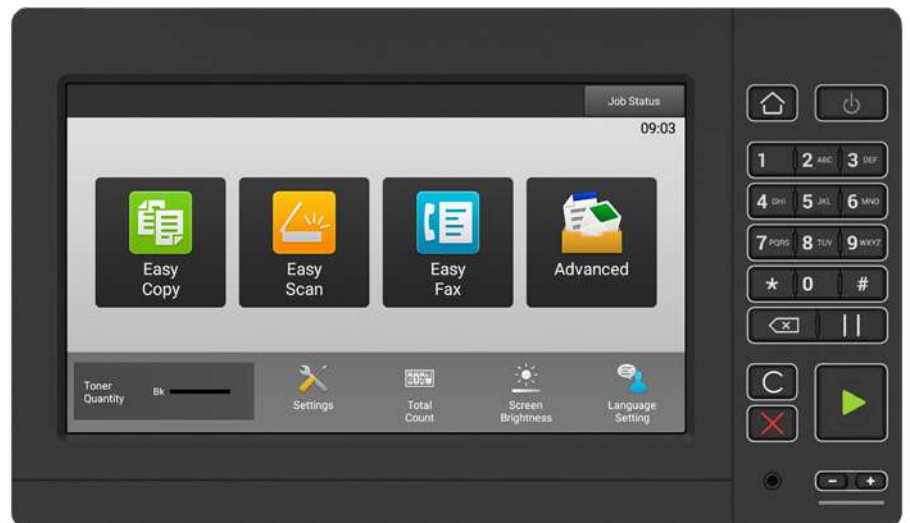 Job Status
09:03
Easy
Copy
Easy
Scan
Easy
Fax
Advanced
Toner
Quantity
Bk
Settings
Total
Count
Screen
Brightness
Language
Setting
1 2 ABC 3 DEF
4 GHI 5 JKL 6 MNO
7 PQRS 8 TUV 9 WXYZ
* 0 #
C
- +